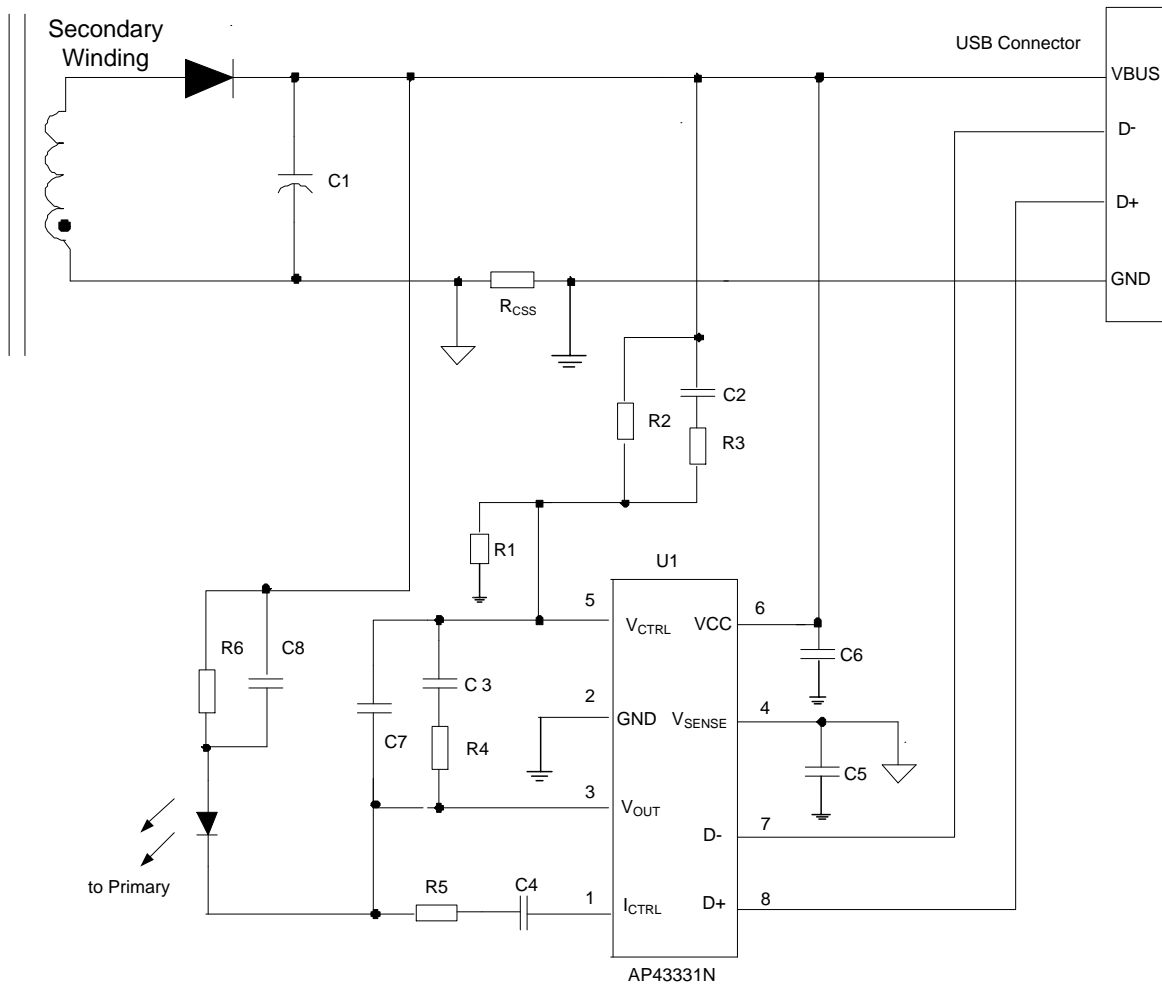 Secondary
Winding
USB Connector
VBUS
D-
C1
D+
GND
RCSS
C2
R2
R3
R1
U1
5
6
VCTRL
VCC
R6
C8
C 3
C6
2
4
GND
VSENSE
C7
R4
C5
3
VOUT
7
D-
to Primary
R5
C4
1
8
ICTRL
D+
AP43331N